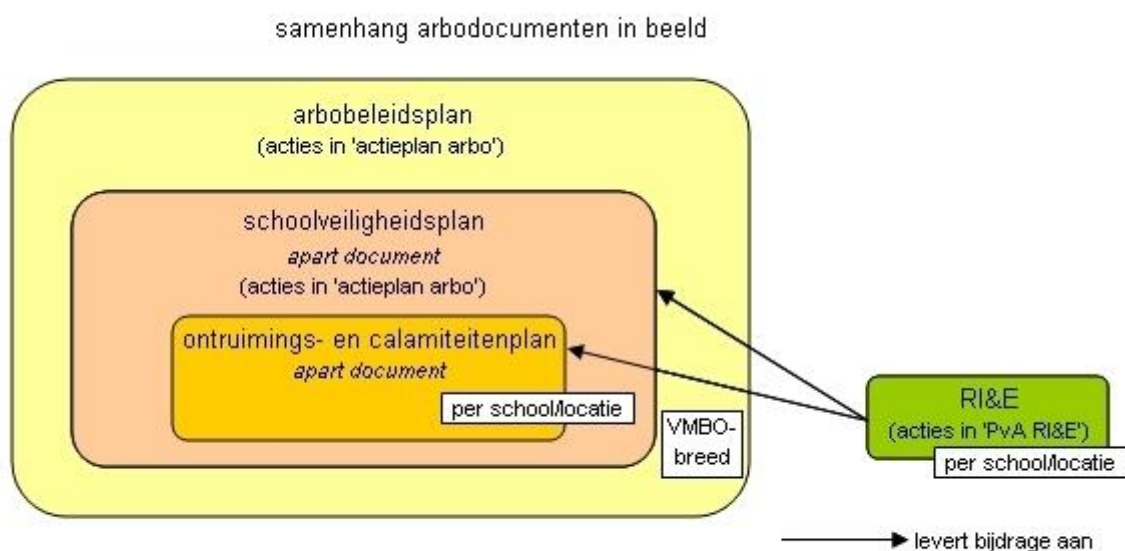 samenhang arbodocumenten in beeld
arbobeleidsplan
(acties in 'actieplan arbo')
schoolveiligheidsplan
apart document
(acties in 'actieplan arbo')
ontruimings- en calamiteitenplan
apart document
per school/locatie
VMBO-
breed
RI&E
(acties in 'PvA RI&E')
per school/locatie
levert bijdrage aan